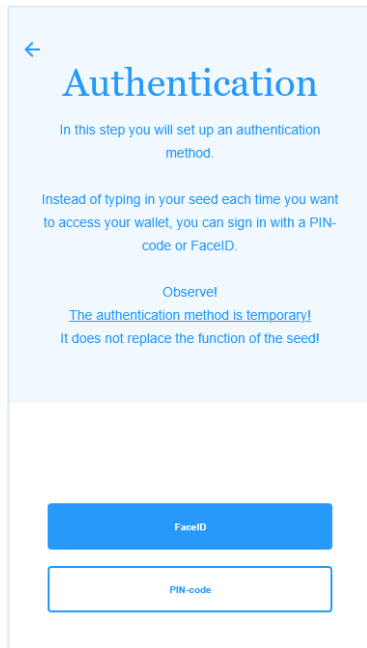 Authentication
In this step you will set up an authentication
method.
Instead of typing in your seed each time you want
to access your wallet, you can sign in with a PIN-
code or FaceID.
Observe!
The authentication method is temporary!
It does not replace the function of the seed!
FaceID
PIN-code